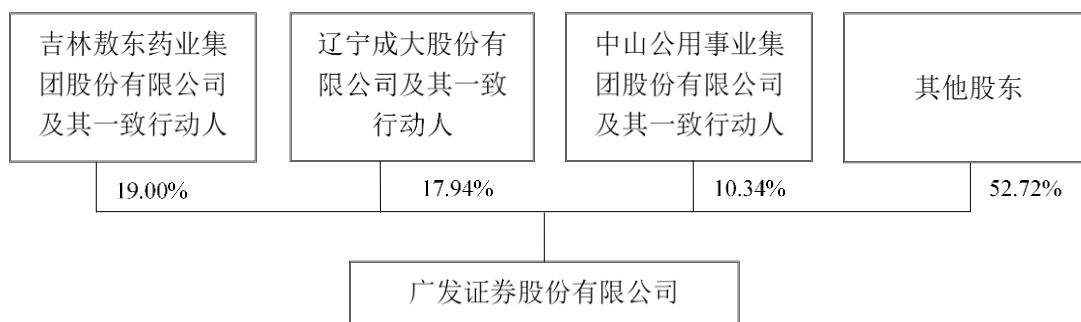 吉林敖东药业集
团股份有限公司
及其一致行动人
辽宁成大股份有
限公司及其一致
行动人
中山公用事业集
团股份有限公司
及其一致行动人
其他股东
19.00%
17.94%
10.34%
52.72%
广发证券股份有限公司